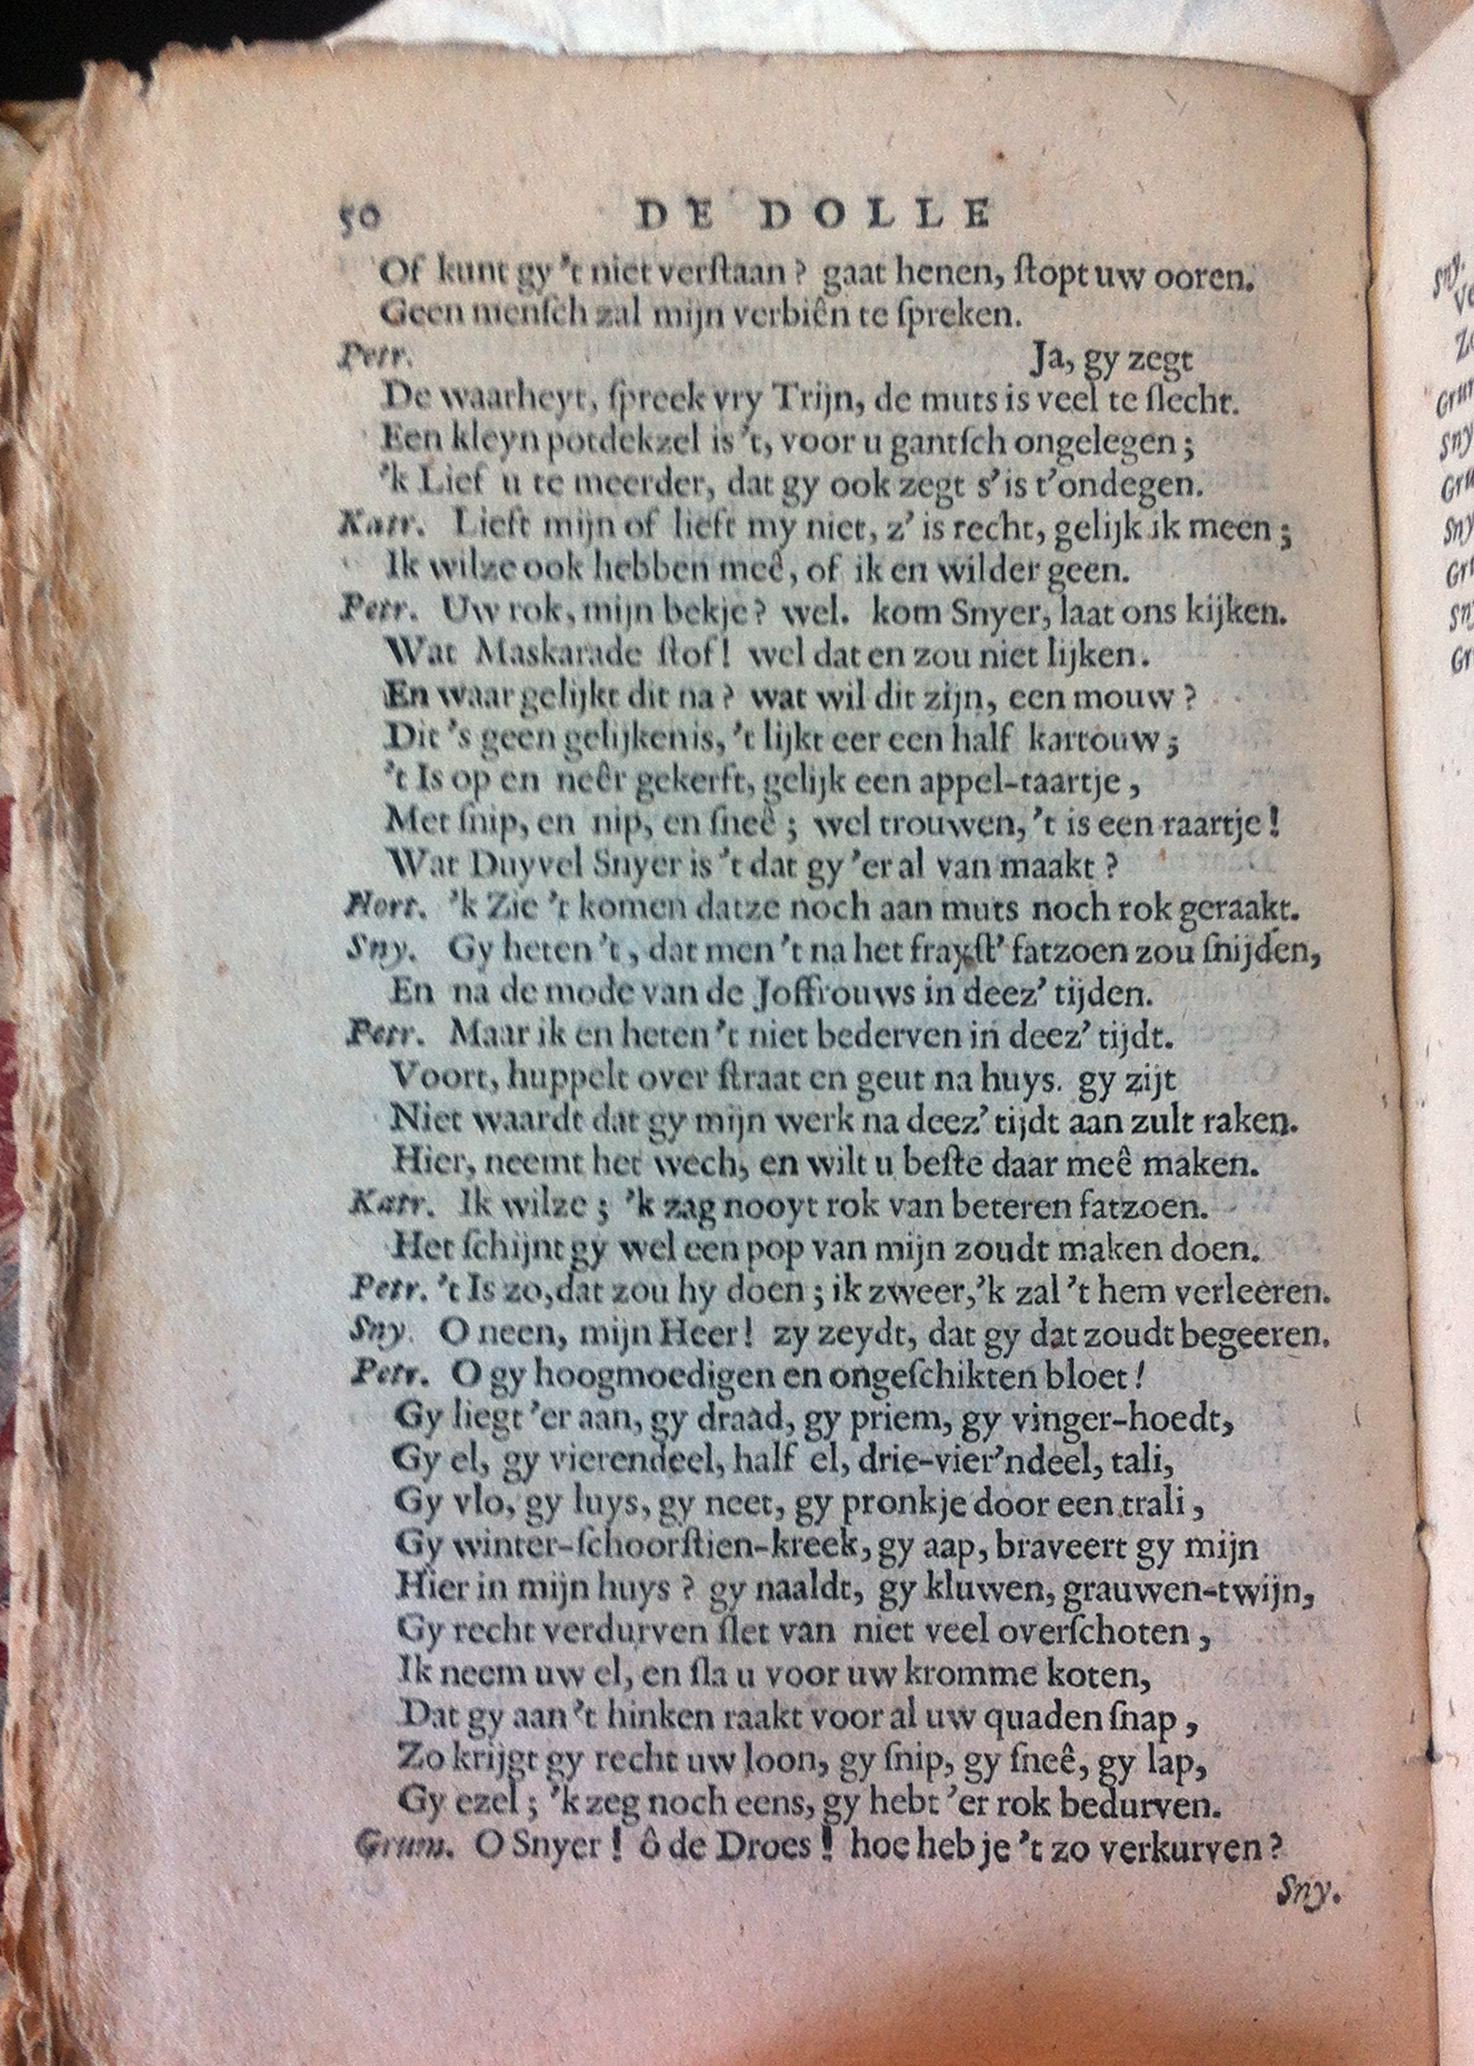 50 DE DOLLE
Of kunt gy 't niet verſtaan? gaat henen, ſtopt uw ooren.
Geen menſch zal mijn verbiên te ſpreken.
Petr. Ja, gy zegt
De waarheyt, ſpreek vry Trijn, de muts is veel te ſlecht.
Een kleyn potdekzel is 't, voor u gantſch ongelegen;
'k Lief u te meerder, dat gy ook zegt s' is t'ondegen.
Katr. Lieft mijn of lieft my niet, z' is recht, gelijk ik meen;
Ik wilze ook hebben meê, of ik en wilder geen.
Petr. Uw rok, mijn bekje? wel. kom Snyer, laat ons kijken.
Wat Maskarade ſtof! wel dat en zou niet lijken.
En waar gelijkt dit na? wat wil dit zijn, een mouw?
Dit 's geen gelijkenis, 't lijkt eer een half kartouw;
't Is op en neêr gekerft, gelijk een appel-taartje,
Met ſnip, en nip, en ſneê; wel trouwen, 't is een raartje!
Wat Duyvel Snyer is 't dat gy 'er al van maakt?
Hort. 'k Zie 't komen datze noch aan muts noch rok geraakt.
Sny. Gy heten 't, dat men 't na het frayſt' fatzoen zou ſnijden,
En na de mode van de Joffrouws in deez' tijden.
Petr. Maar ik en heten 't niet bederven in deez' tijdt.
Voort, huppelt over ſtraat en geut na huys. gy zijt
Niet waardt dat gy mijn werk na deez' tijdt aan zult raken.
Hier, neemt het wech, en wilt u beſte daar meê maken.
Katr. Ik wilze; 'k zag nooyt rok van beteren fatzoen.
Het ſchijnt gy wel een pop van mijn zoudt maken doen.
Petr. 't Is zo, dat zou hy doen; ik zweer, 'k zal 't hem verleeren.
Sny. O neen, mijn Heer! zy zeydt, dat gy dat zoudt begeeren.
Petr. O gy hoogmoedigen en ongeſchikten bloet!
Gy liegt 'er aan, gy draad, gy priem, gy vinger-hoedt,
Gy el, gy vierendeel, half el, drie-vier'ndeel, tali,
Gy vlo, gy luys, gy neet, gy pronkje door een trali,
Gy winter-ſchoorſtien-kreek, gy aap, braveert gy mijn
Hier in mijn huys? gy naaldt, gy kluwen, grauwen-twijn,
Gy recht verdurven ſlet van niet veel overſchoten,
Ik neem uw el, en ſla u voor uw kromme koten,
Dat gy aan 't hinken raakt voor al uw quaden ſnap,
Zo krijgt gy recht uw loon, gy ſnip, gy ſneê, gy lap,
Gy ezel; 'k zeg noch eens, gy hebt 'er rok bedurven.
Grum. O Snyer! ô de Droes! hoe heb je 't zo verkurven?
Sny.
Sny.
Ve
Zo
Grum
Sny
Gru
Sny
Gru
Sny
Gr